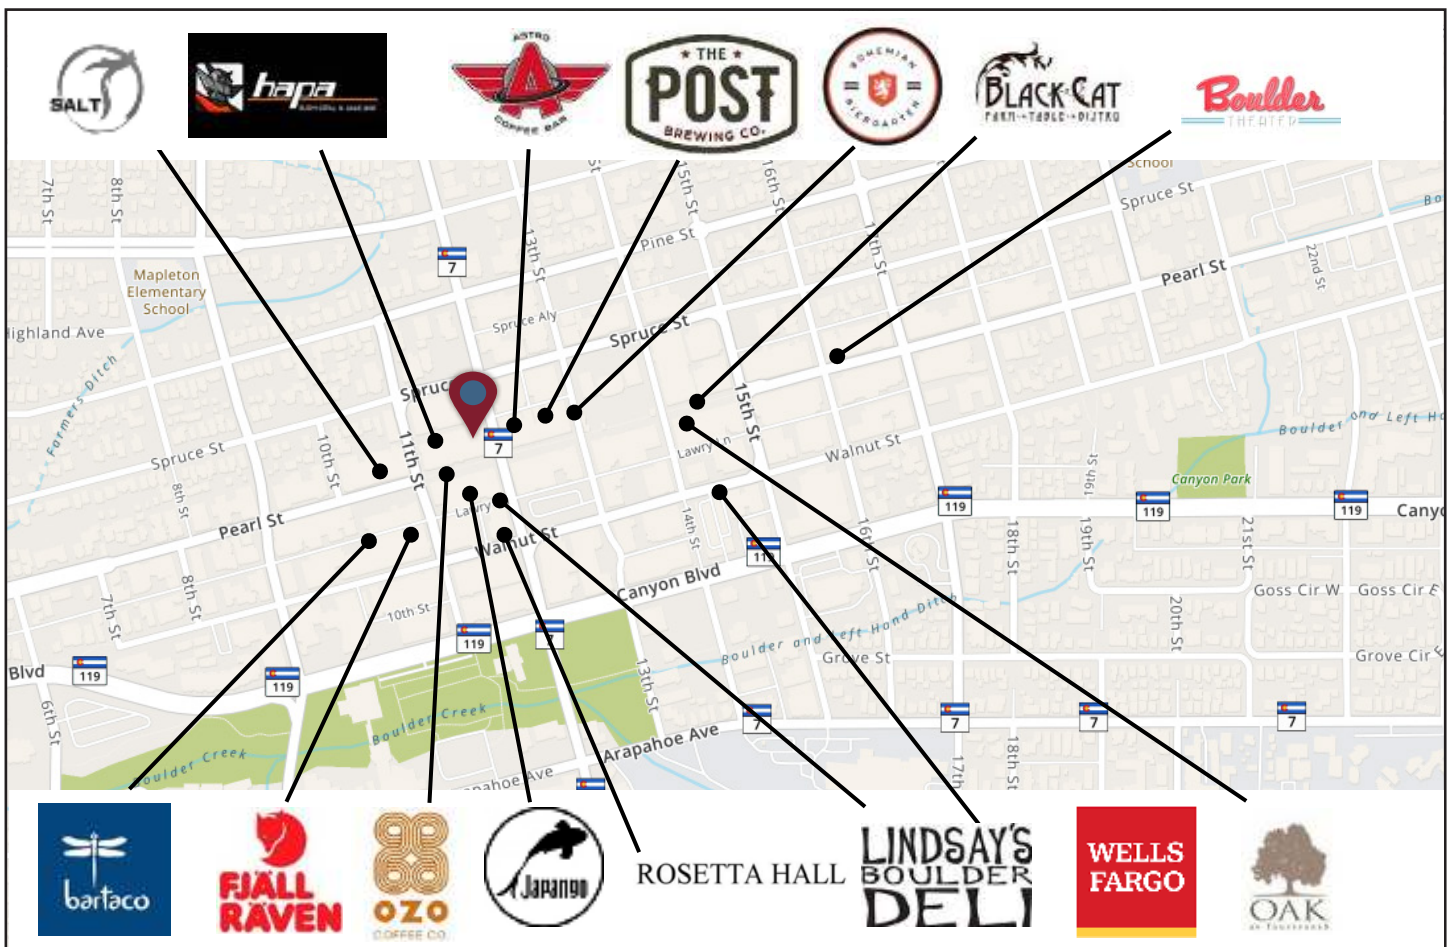 SALT
hapa
ASTRO
A
COFFEE BAR
THE
POST
BREWING CO.
BOHEMIAN
BIERGARTEN
BLACK CAT
FARM • TABLE • BISTRO
Boulder
THEATER
School
7th St
8th St
St
15th St
16th St
Spruce St
Bo
13th St
Pine St
17th St
22nd St
Pearl St
7
Mapleton
Elementary
School
Highland Ave
Spruce Aly
Spruce St
Farmers Ditch
Spruc
15th St
Boulder and Left H
11th St
7
Lawry Ln
Walnut St
10th St
Spruce St
19th St
Canyon Park
8th St
Lawry
119
119
119
Canyo
Pearl St
14th St
Walnut St
119
16th St
18th St
19th St
21st St
Canyon Blvd
8th St
7th St
10th St
Goss Cir W
Goss Cir E
20th St
Boulder and Left Hand Ditch
119
7
Grove St
Grove Cir E
Blvd
119
119
13th St
6th St
Boulder Creek
7
7
7
7
Arapahoe Ave
Boulder Creek
17th
18th St
apahoe Ave
bartaco
FJÄLL
RÄVEN
OZO
COFFEE CO.
Japango
ROSETTA HALL
LINDSAY'S
BOULDER
DELI
WELLS
FARGO
OAK